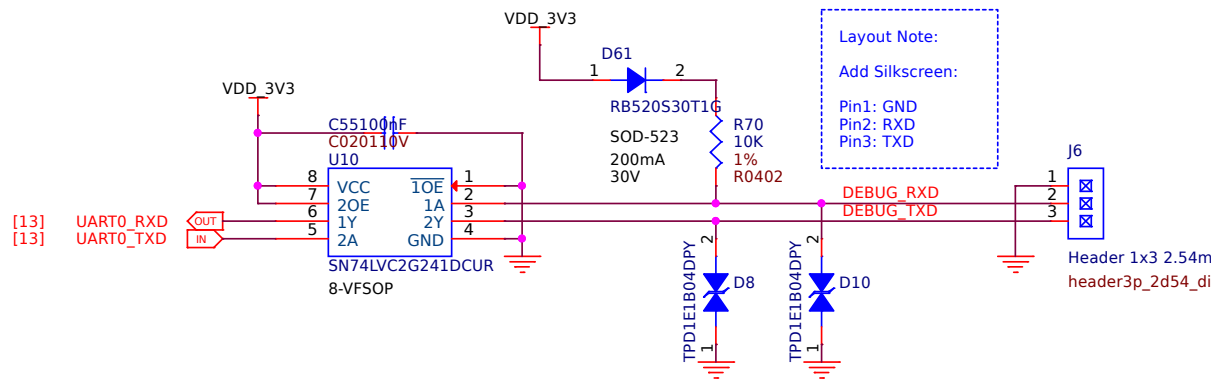 VDD_3V3
D61
1
2
RB520S30T1G
SOD-523
200mA
30V
R70
10K
1%
R0402
Layout Note:
Add Silkscreen:
Pin1: GND
Pin2: RXD
Pin3: TXD
VDD_3V3
C55100nF
C020110V
U10
8 VCC 1OE 1
7 2OE 1A 2
6 1Y 2Y 3
5 2A GND 4
SN74LVC2G241DCUR
8-VFSOP
[13] UART0_RXD OUT
[13] UART0_TXD IN
DEBUG_RXD
DEBUG_TXD
J6
1
2
3
Header 1x3 2.54m
header3p_2d54_di
2
D8
TPD1E1B04DPY
1
2
D10
TPD1E1B04DPY
1